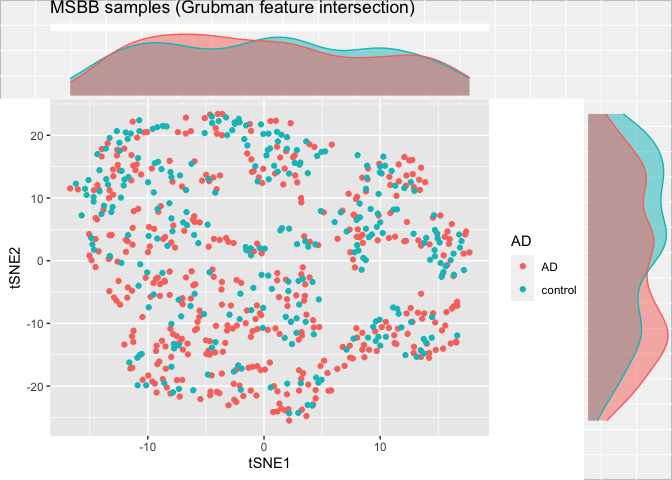 MSBB samples (Grubman feature intersection)
20
10
0
-10
-20
tSNE2
-10
0
10
tSNE1
AD
AD
control